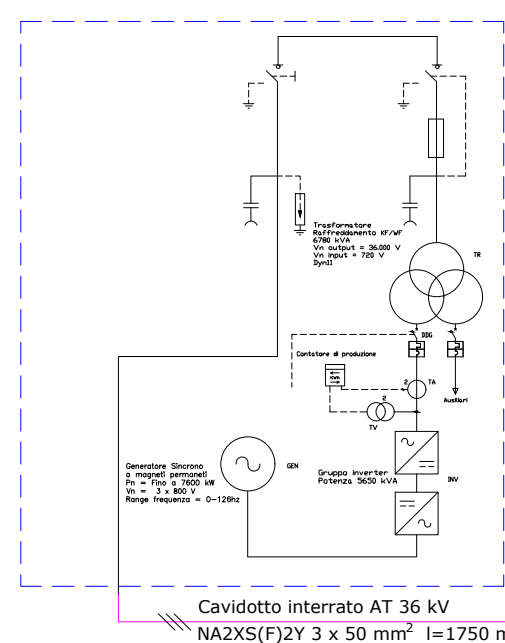 Trasformatore
Raffreddamento KF/WF
6780 kVA
Vn output = 36.000 V
Vn input = 720 V
Dyn11
TR
DDG
Contatore di produzione
KWh
2
TA
2
TV
Ausiliari
Generatore Sincrono
a magneti permaneti
Pn = Fino a 7600 kW
Vn = 3 x 800 V
Range frequenza = 0-126hz
GEN
Gruppo inverter
Potenza 5650 kVA
INV
Cavidotto interrato AT 36 kV
NA2XS(F)2Y 3 x 50 mm² l=1750 m